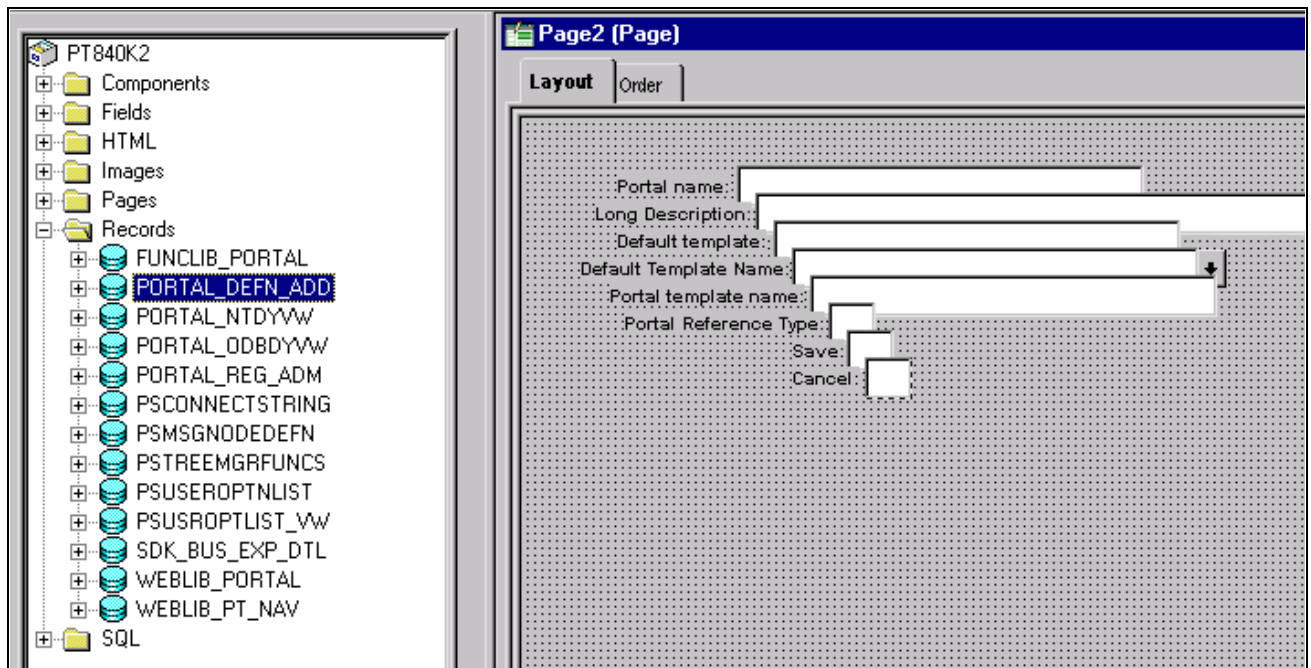 PT840K2
Components
Fields
HTML
Images
Pages
Records
FUNCLIB_PORTAL
PORTAL_DEFN_ADD
PORTAL_NTDYVW
PORTAL_ODBDYVW
PORTAL_REG_ADM
PSCONNECTSTRING
PSMSGNODEDEFN
PSTREEMGRFUNCS
PSUSEROPTNLIST
PSUSROPTLIST_VW
SDK_BUS_EXP_DTL
WEBLIB_PORTAL
WEBLIB_PT_NAV
SQL
Page2 (Page)
Layout Order
Portal name:
Long Description:
Default template:
Default Template Name:
Portal template name:
Portal Reference Type:
Save:
Cancel: